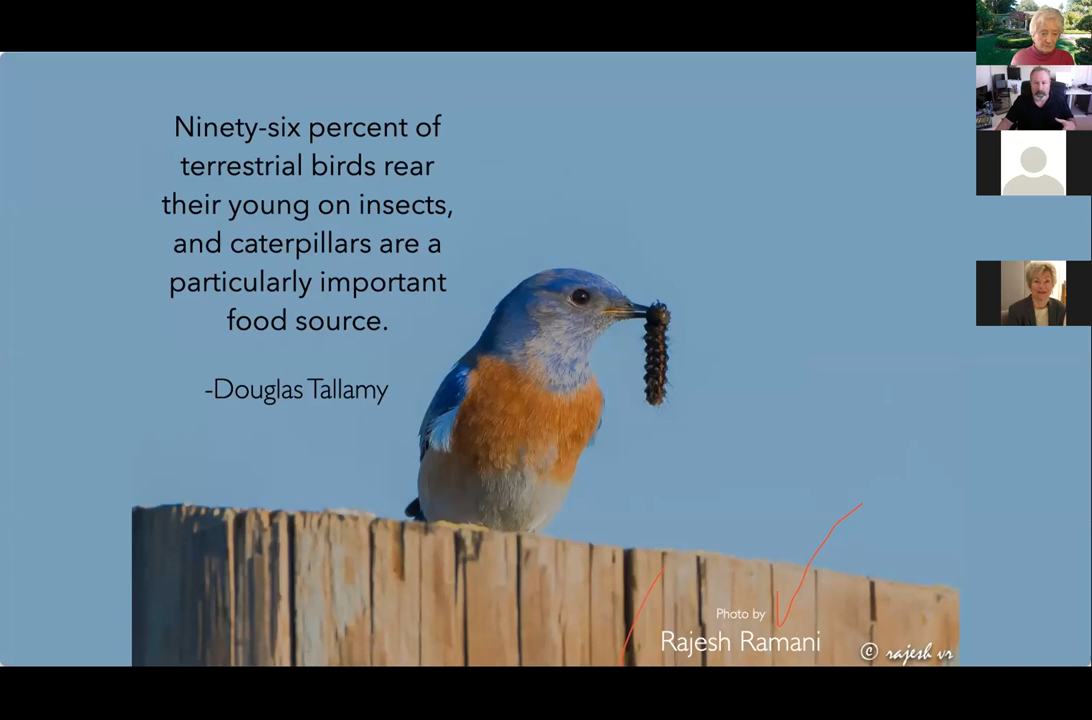 Ninety-six percent of
terrestrial birds rear
their young on insects,
and caterpillars are a
particularly important
food source.
-Douglas Tallamy
Photo by
Rajesh Ramani
© rajesh vr